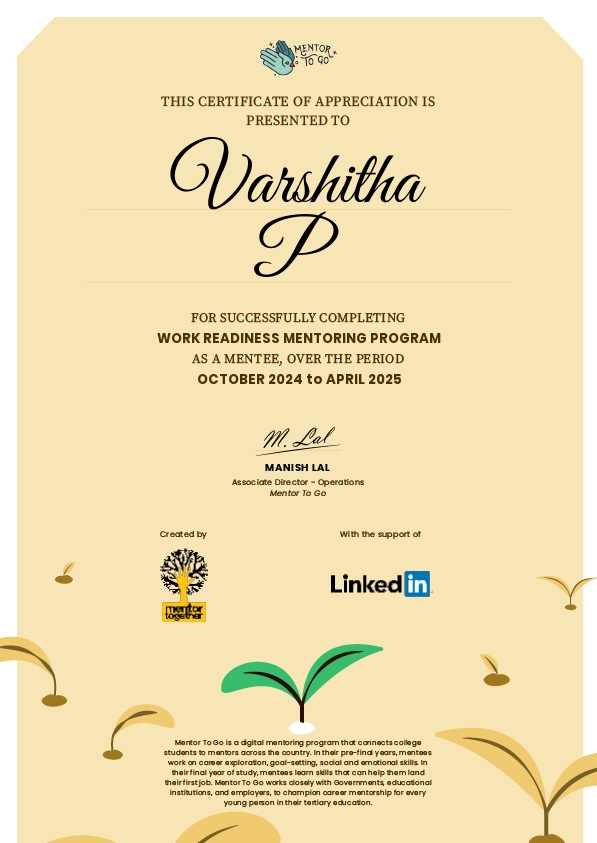 MENTOR
TO GO
THIS CERTIFICATE OF APPRECIATION IS
PRESENTED TO
Varshitha
P
FOR SUCCESSFULLY COMPLETING
WORK READINESS MENTORING PROGRAM
AS A MENTEE, OVER THE PERIOD
OCTOBER 2024 to APRIL 2025
M. Lal
MANISH LAL
Associate Director - Operations
Mentor To Go
Created by
With the support of
mentor
together
Linked in
Mentor To Go is a digital mentoring program that connects college
students to mentors across the country. In their pre-final years, mentees
work on career exploration, goal-setting, social and emotional skills. In
their final year of study, mentees learn skills that can help them land
their first job. Mentor To Go works closely with Governments, educational
institutions, and employers, to champion career mentorship for every
young person in their tertiary education.